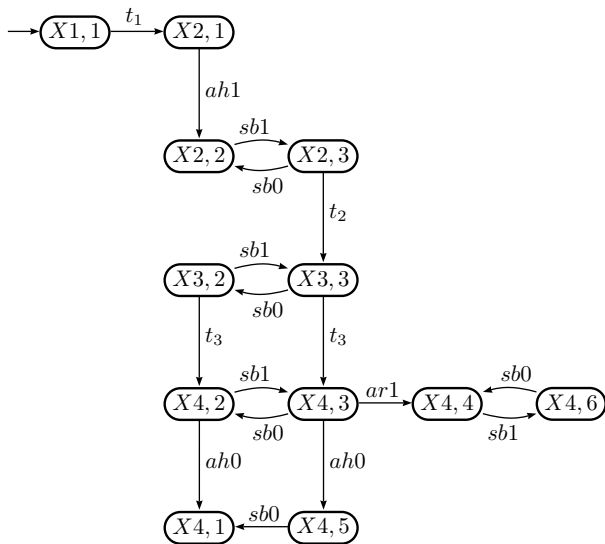 X1, 1 t₁ X2, 1
ah1
X2, 2 sb1 sb0 X2, 3
t₂
X3, 2 sb1 sb0 X3, 3
t₃ t₃
X4, 2 sb1 sb0 X4, 3 ar1 X4, 4 sb0 sb1 X4, 6
ah0 ah0
X4, 1 sb0 X4, 5